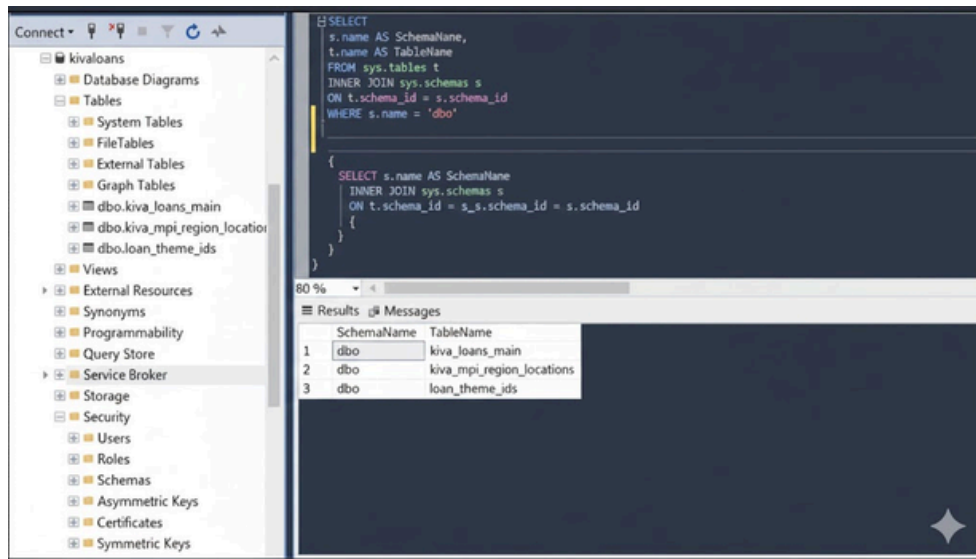 Connect
kivaloans
Database Diagrams
Tables
System Tables
FileTables
External Tables
Graph Tables
dbo.kiva_loans_main
dbo.kiva_mpi_region_location
dbo.loan_theme_ids
Views
External Resources
Synonyms
Programmability
Query Store
Service Broker
Storage
Security
Users
Roles
Schemas
Asymmetric Keys
Certificates
Symmetric Keys
SELECT
s.name AS SchemaName,
t.name AS TableName
FROM sys.tables t
INNER JOIN sys.schemas s
ON t.schema_id = s.schema_id
WHERE s.name = 'dbo'
{
SELECT s.name AS SchemaNane
INNER JOIN sys.schemas s
ON t.schema_id = s_s.schema_id = s.schema_id
{
}
}
}
80 %
Results Messages
SchemaName TableName
1 dbo kiva_loans_main
2 dbo kiva_mpi_region_locations
3 dbo loan_theme_ids